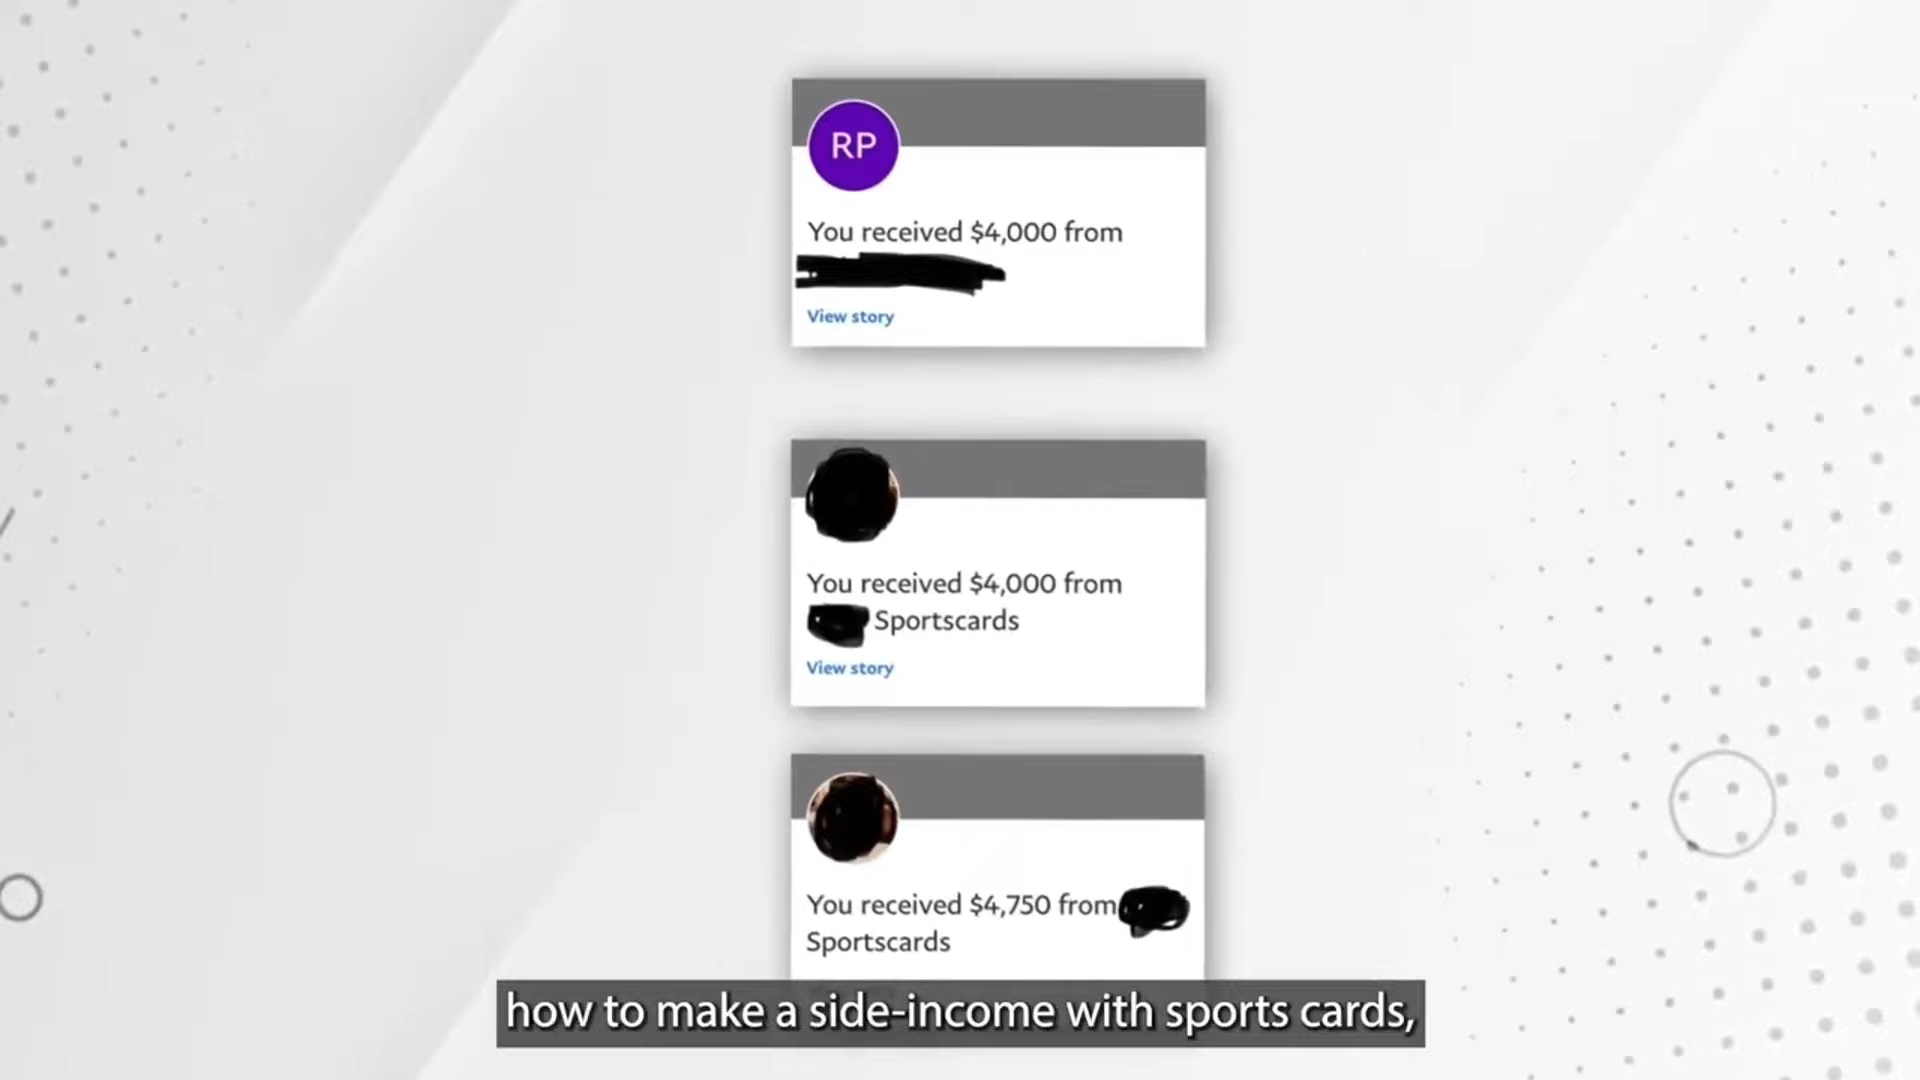 RP
You received $4,000 from
View story
You received $4,000 from
Sportscards
View story
You received $4,750 from
Sportscards
how to make a side-income with sports cards,